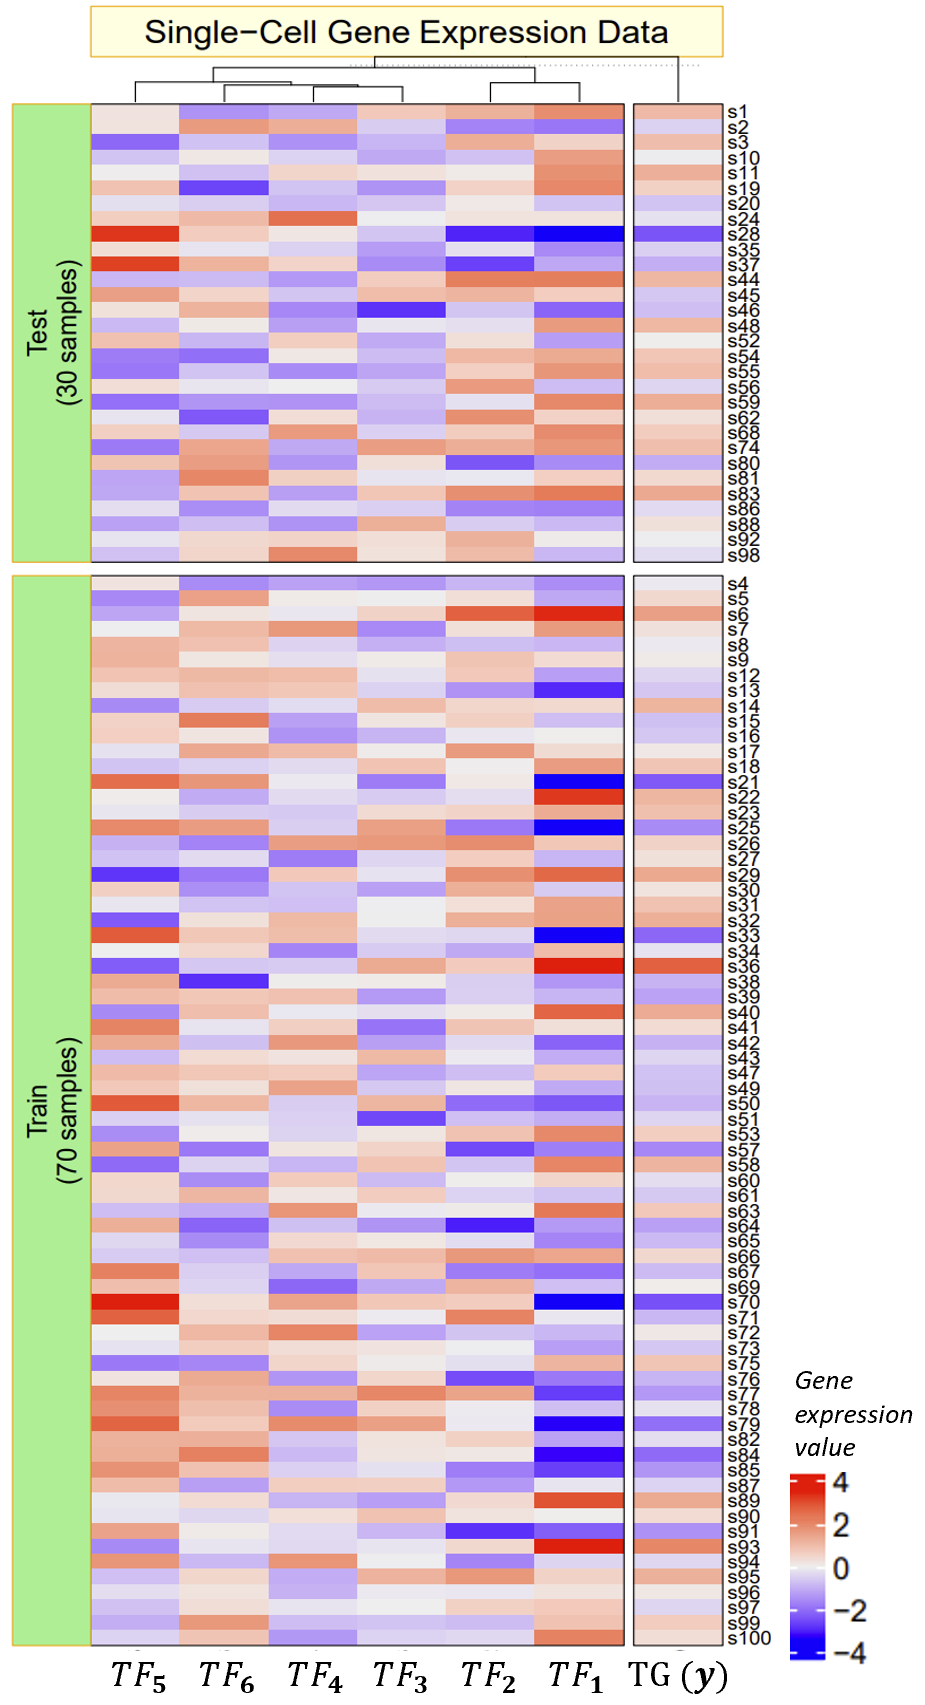 Single−Cell Gene Expression Data
Test
(30 samples)
s1
s2
s3
s10
s11
s19
s20
s24
s28
s35
s37
s44
s45
s46
s48
s52
s54
s55
s56
s59
s62
s68
s74
s80
s81
s83
s86
s88
s92
s98
Train
(70 samples)
s4
s5
s6
s7
s8
s9
s12
s13
s14
s15
s16
s17
s18
s21
s22
s23
s25
s26
s27
s29
s30
s31
s32
s33
s34
s36
s38
s39
s40
s41
s42
s43
s47
s49
s50
s51
s53
s57
s58
s60
s61
s63
s64
s65
s66
s67
s69
s70
s71
s72
s73
s75
s76
s77
s78
s79
s82
s84
s85
s87
s89
s90
s91
s93
s94
s95
s96
s97
s99
s100
Gene
expression
value
4
2
0
−2
−4
TF5 TF6 TF4 TF3 TF2 TF1 TG (y)